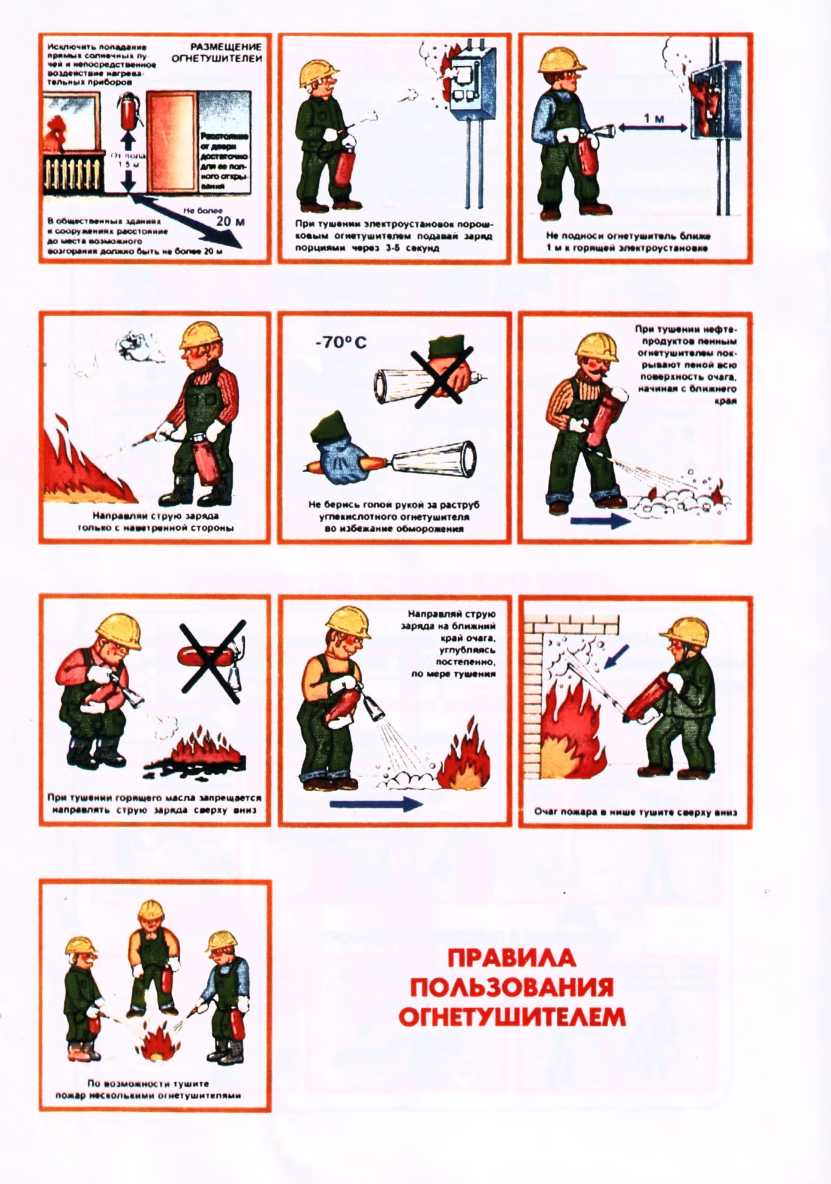 Исключить попадание
прямых солнечных лу-
чей и непосредственное
воздействие нагрева-
тельных приборов
РАЗМЕЩЕНИЕ
ОГНЕТУШИТЕЛЕЙ
От пола
1 5 м
Расстояние
от двери
достаточно
для ее пол-
ного откры-
вания
Не более
20 м
В общественных зданиях
и сооружениях расстояние
до места возможного
возгорания должно быть не более 20 м
При тушении электроустановок порош-
ковым огнетушителем подавай заряд
порциями через 3-5 секунд
1 м
Не подноси огнетушитель ближе
1 м к горящей электроустановке
Направляй струю заряда
только с наветренной стороны
-70° С
Не берись голой рукой за раструб
углекислотного огнетушителя
во избежание обморожения
При тушении нефте-
продуктов пенным
огнетушителем пок-
рывают пеной всю
поверхность очага,
начиная с ближнего
края
При тушении горящего масла запрещается
направлять струю заряда сверху вниз
Направляй струю
заряда на ближний
край очага,
углубляясь
постепенно,
по мере тушения
Очаг пожара в нише тушите сверху вниз
По возможности тушите
пожар несколькими огнетушителями
ПРАВИЛА
ПОЛЬЗОВАНИЯ
ОГНЕТУШИТЕЛЕМ